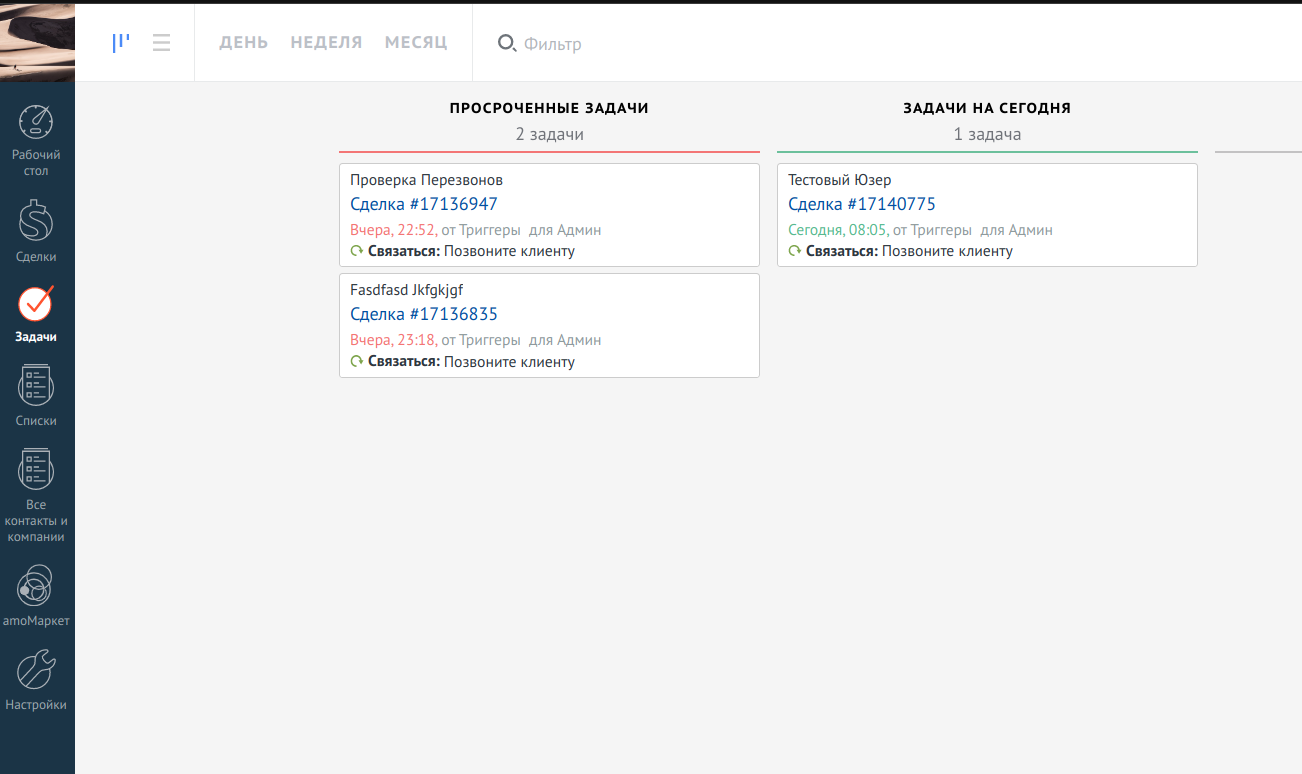 ДЕНЬ НЕДЕЛЯ МЕСЯЦ Фильтр
Рабочий
стол
Сделки
Задачи
Списки
Все
контакты и
компании
amoМаркет
Настройки
ПРОСРОЧЕННЫЕ ЗАДАЧИ
2 задачи
Проверка Перезвонов
Сделка #17136947
Вчера, 22:52, от Триггеры для Админ
Связаться: Позвоните клиенту
Fasdfasd Jkfgkjgf
Сделка #17136835
Вчера, 23:18, от Триггеры для Админ
Связаться: Позвоните клиенту
ЗАДАЧИ НА СЕГОДНЯ
1 задача
Тестовый Юзер
Сделка #17140775
Сегодня, 08:05, от Триггеры для Админ
Связаться: Позвоните клиенту